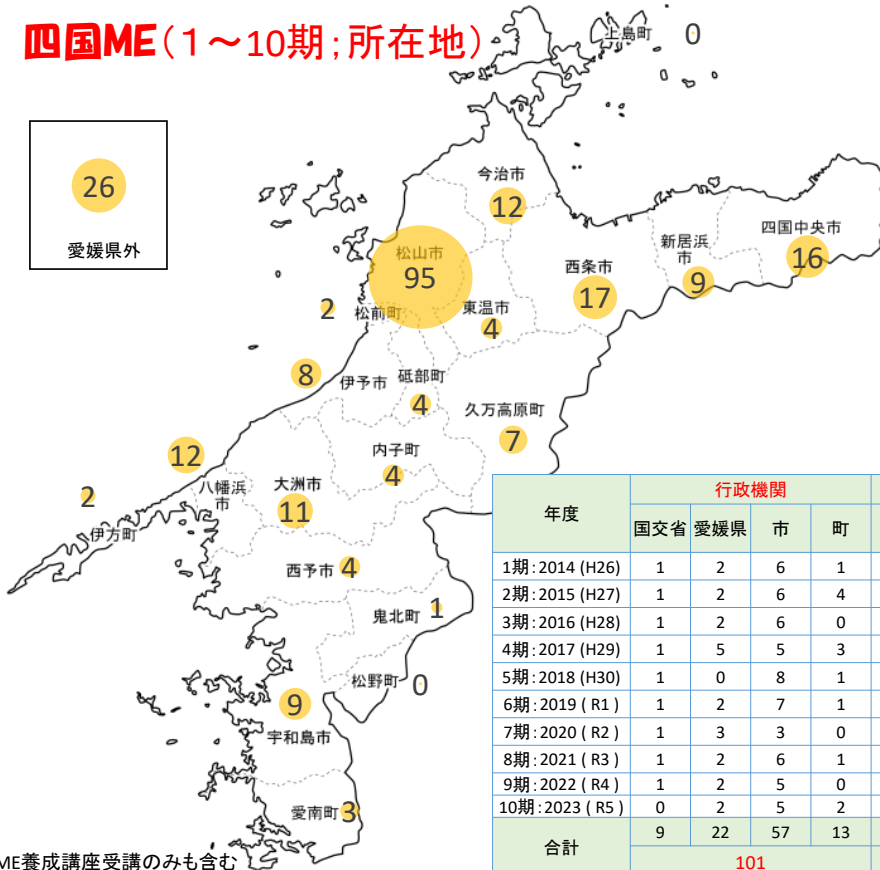 四国ME(1～10期;所在地)
上島町 0
26
愛媛県外
今治市
12
松山市
95
西条市
17
新居浜
市
9
四国中央市
16
2
松前町
東温市
4
8
伊予市
砥部町
4
久万高原町
7
12
八幡浜
市
大洲市
11
内子町
4
2
伊方町
西予市 4
鬼北町 1
松野町 0
9
宇和島市
愛南町 3
年度 行政機関
国交省 愛媛県 市 町
1期:2014 (H26) 1 2 6 1
2期:2015 (H27) 1 2 6 4
3期:2016 (H28) 1 2 6 0
4期:2017 (H29) 1 5 5 3
5期:2018 (H30) 1 0 8 1
6期:2019 ( R1 ) 1 2 7 1
7期:2020 ( R2 ) 1 3 3 0
8期:2021 ( R3 ) 1 2 6 1
9期:2022 ( R4 ) 1 2 5 0
10期:2023 ( R5 ) 0 2 5 2
合計 9 22 57 13
101
ME養成講座受講のみも含む